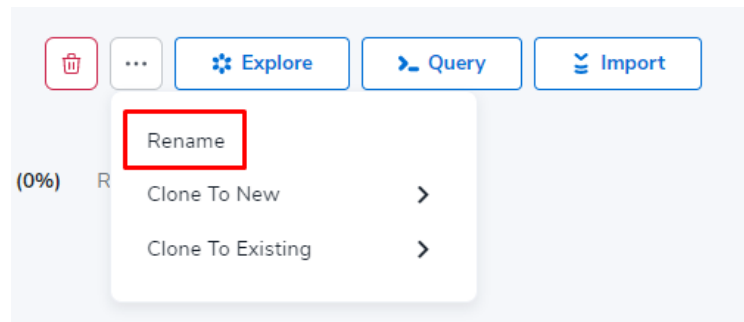 ... Explore >_ Query Import
Rename
(0%) R
Clone To New >
Clone To Existing >